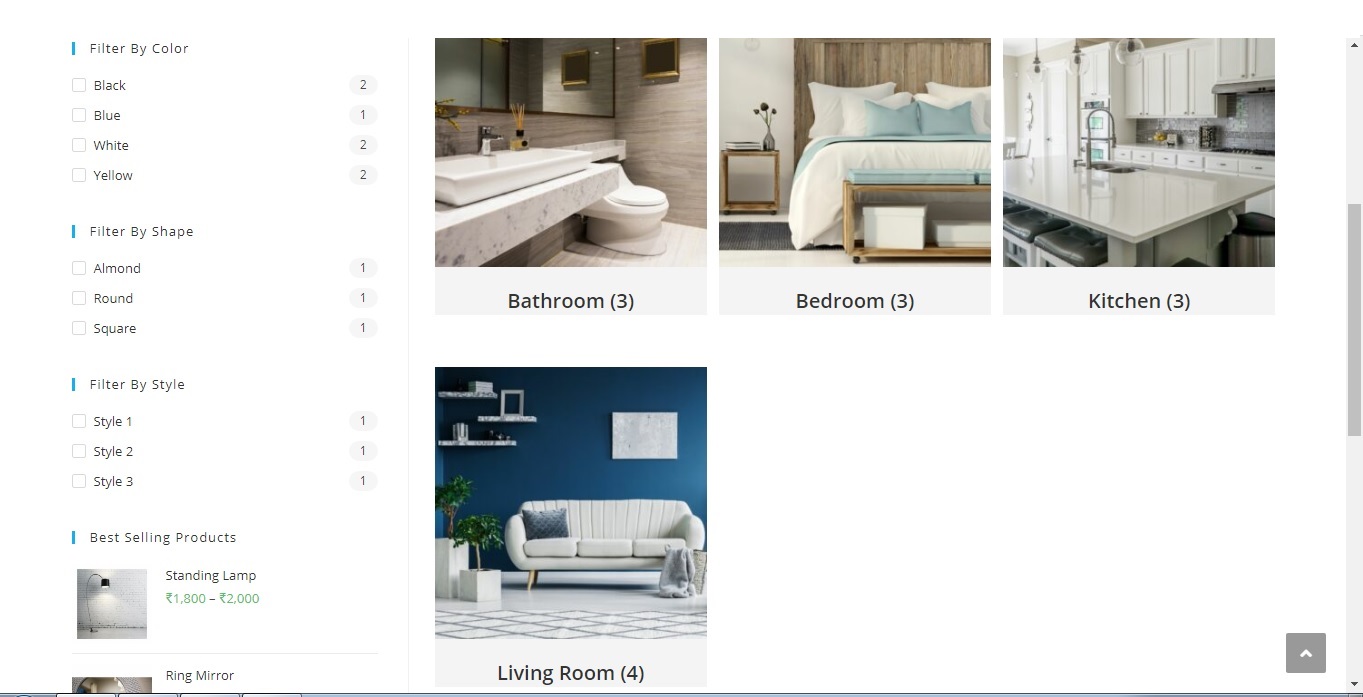 Filter By Color
Black 2
Blue 1
White 2
Yellow 2
Filter By Shape
Almond 1
Round 1
Square 1
Filter By Style
Style 1 1
Style 2 1
Style 3 1
Best Selling Products
Standing Lamp
₹1,800 – ₹2,000
Ring Mirror
Bathroom (3)
Bedroom (3)
Kitchen (3)
Living Room (4)